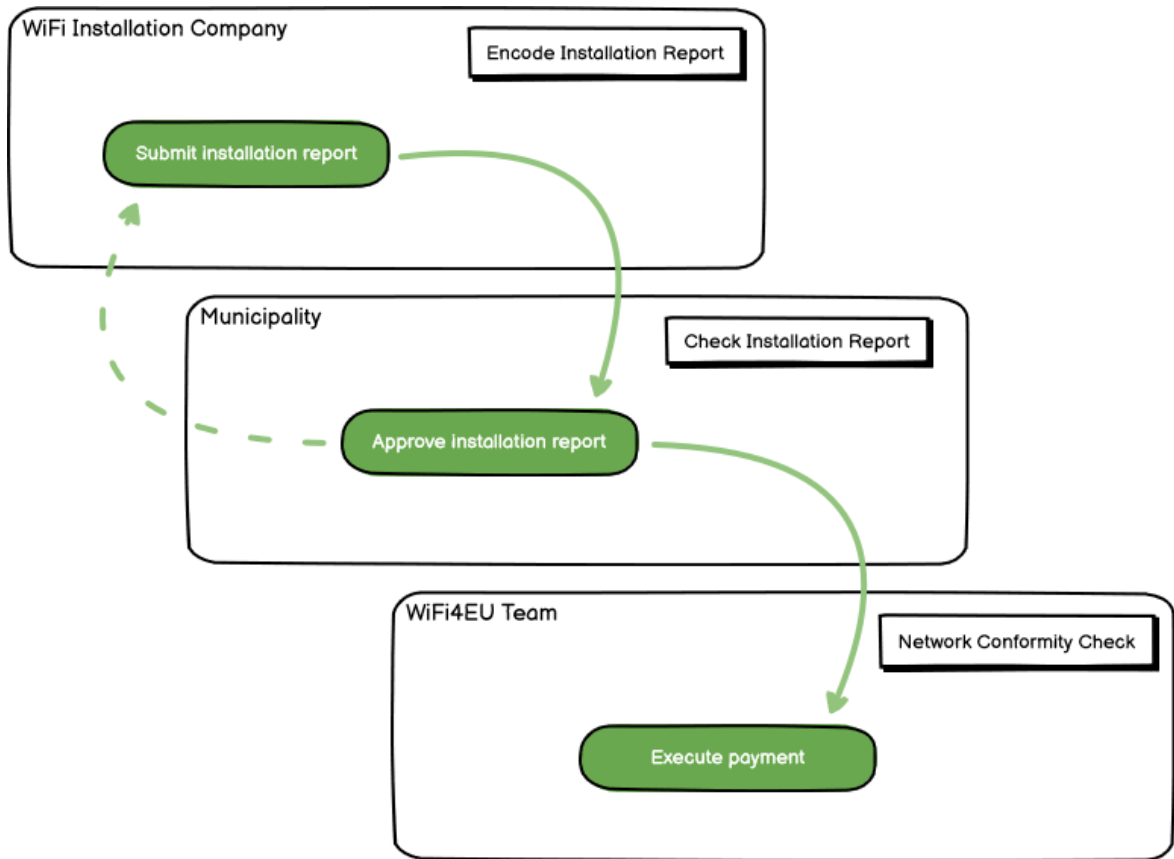 WiFi Installation Company
Encode Installation Report
Submit installation report
Municipality
Check Installation Report
Approve installation report
WiFi4EU Team
Network Conformity Check
Execute payment